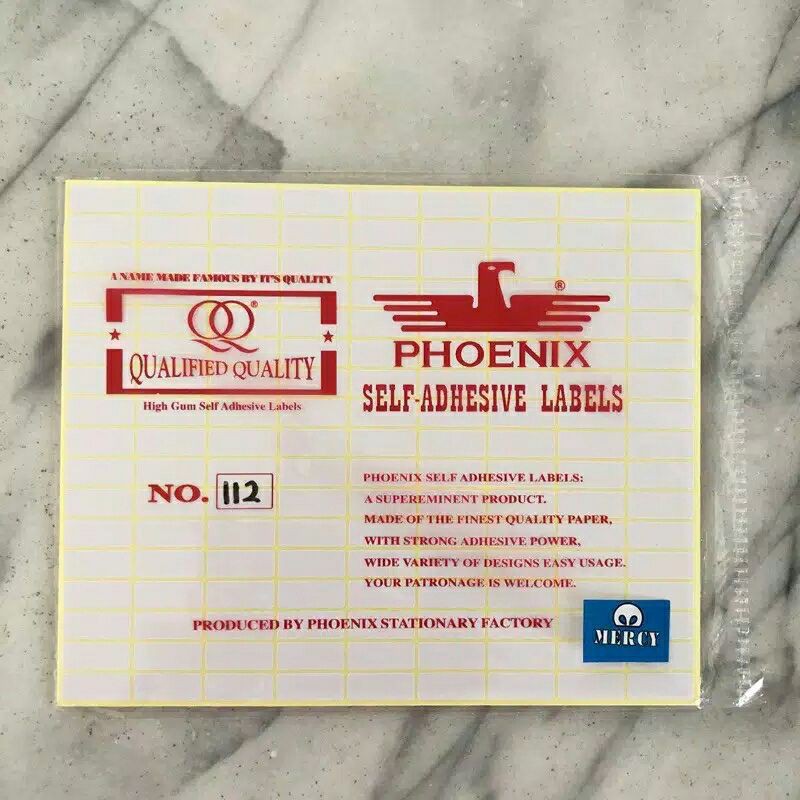 A NAME MADE FAMOUS BY IT'S QUALITY
QQ®
QUALIFIED QUALITY
High Gum Self Adhesive Labels
®
PHOENIX
SELF-ADHESIVE LABELS
NO. 112
PHOENIX SELF ADHESIVE LABELS:
A SUPEREMINENT PRODUCT.
MADE OF THE FINEST QUALITY PAPER,
WITH STRONG ADHESIVE POWER,
WIDE VARIETY OF DESIGNS EASY USAGE.
YOUR PATRONAGE IS WELCOME.
PRODUCED BY PHOENIX STATIONARY FACTORY
MERCY